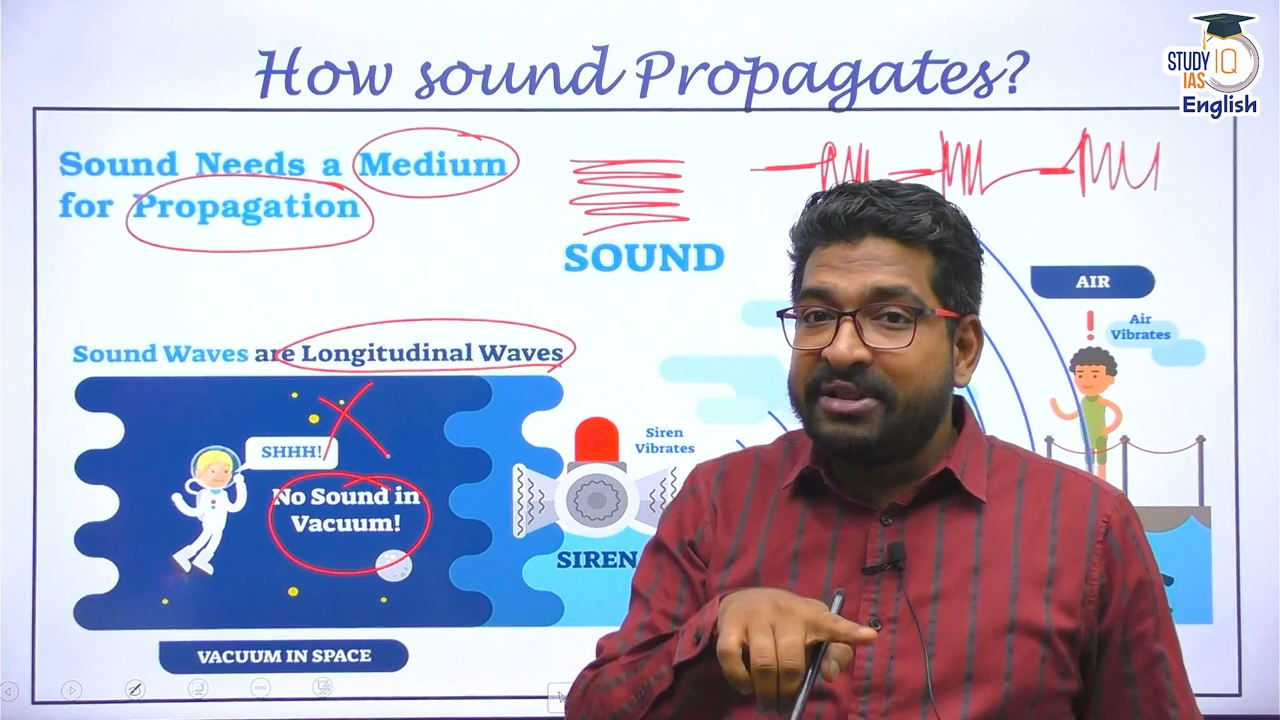 How sound Propagates?
STUDY IQ
IAS
English
Sound Needs a Medium
for Propagation
SOUND
AIR
Air
Vibrates
!
Sound Waves are Longitudinal Waves
SHHH!
No Sound in
Vacuum!
Siren
Vibrates
SIREN
VACUUM IN SPACE